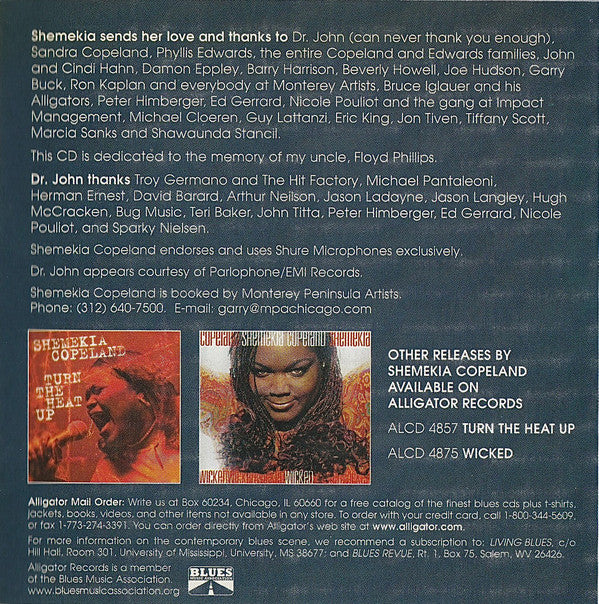 Shemekia sends her love and thanks to Dr. John (can never thank you enough),
Sandra Copeland, Phyllis Edwards, the entire Copeland and Edwards families, John
and Cindi Hahn, Damon Eppley, Barry Harrison, Beverly Howell, Joe Hudson, Garry
Buck, Ron Kaplan and everybody at Monterey Artists, Bruce Iglauer and his
Alligators, Peter Himberger, Ed Gerrard, Nicole Pouliot and the gang at Impact
Management, Michael Cloeren, Guy Lattanzi, Eric King, Jon Tiven, Tiffany Scott,
Marcia Sanks and Shawaunda Stancil.
This CD is dedicated to the memory of my uncle, Floyd Phillips.
Dr. John thanks Troy Germano and The Hit Factory, Michael Pantaleoni,
Herman Ernest, David Barard, Arthur Neilson, Jason Ladayne, Jason Langley, Hugh
McCracken, Bug Music, Teri Baker, John Titta, Peter Himberger, Ed Gerrard, Nicole
Pouliot, and Sparky Nielsen.
Shemekia Copeland endorses and uses Shure Microphones exclusively.
Dr. John appears courtesy of Parlophone/EMI Records.
Shemekia Copeland is booked by Monterey Peninsula Artists.
Phone: (312) 640-7500. E-mail: garry@mpachicago.com
SHEMEKIA
COPELAND
TURN
THE
HEAT
UP
COPELAND SHEMEKIA COPELAND SHEMEKIA
WICKED WICKED
OTHER RELEASES BY
SHEMEKIA COPELAND
AVAILABLE ON
ALLIGATOR RECORDS
ALCD 4857 TURN THE HEAT UP
ALCD 4875 WICKED
Alligator Mail Order: Write us at Box 60234, Chicago, IL 60660 for a free catalog of the finest blues cds plus t-shirts,
jackets, books, videos, and other items not available in any store. To order with your credit card, call 1-800-344-5609.
or fax 1-773-274-3391. You can order directly from Alligator's web site at www.alligator.com.
For more information on the contemporary blues scene, we recommend a subscription to: LIVING BLUES, c/o
Hill Hall, Room 301, University of Mississippi, University, MS 38677; and BLUES REVUE, Rt. 1, Box 75, Salem, WV 26426.
Alligator Records is a member
of the Blues Music Association.
www.bluesmusicassociation.org
BLUES
MUSIC ASSOCIATION